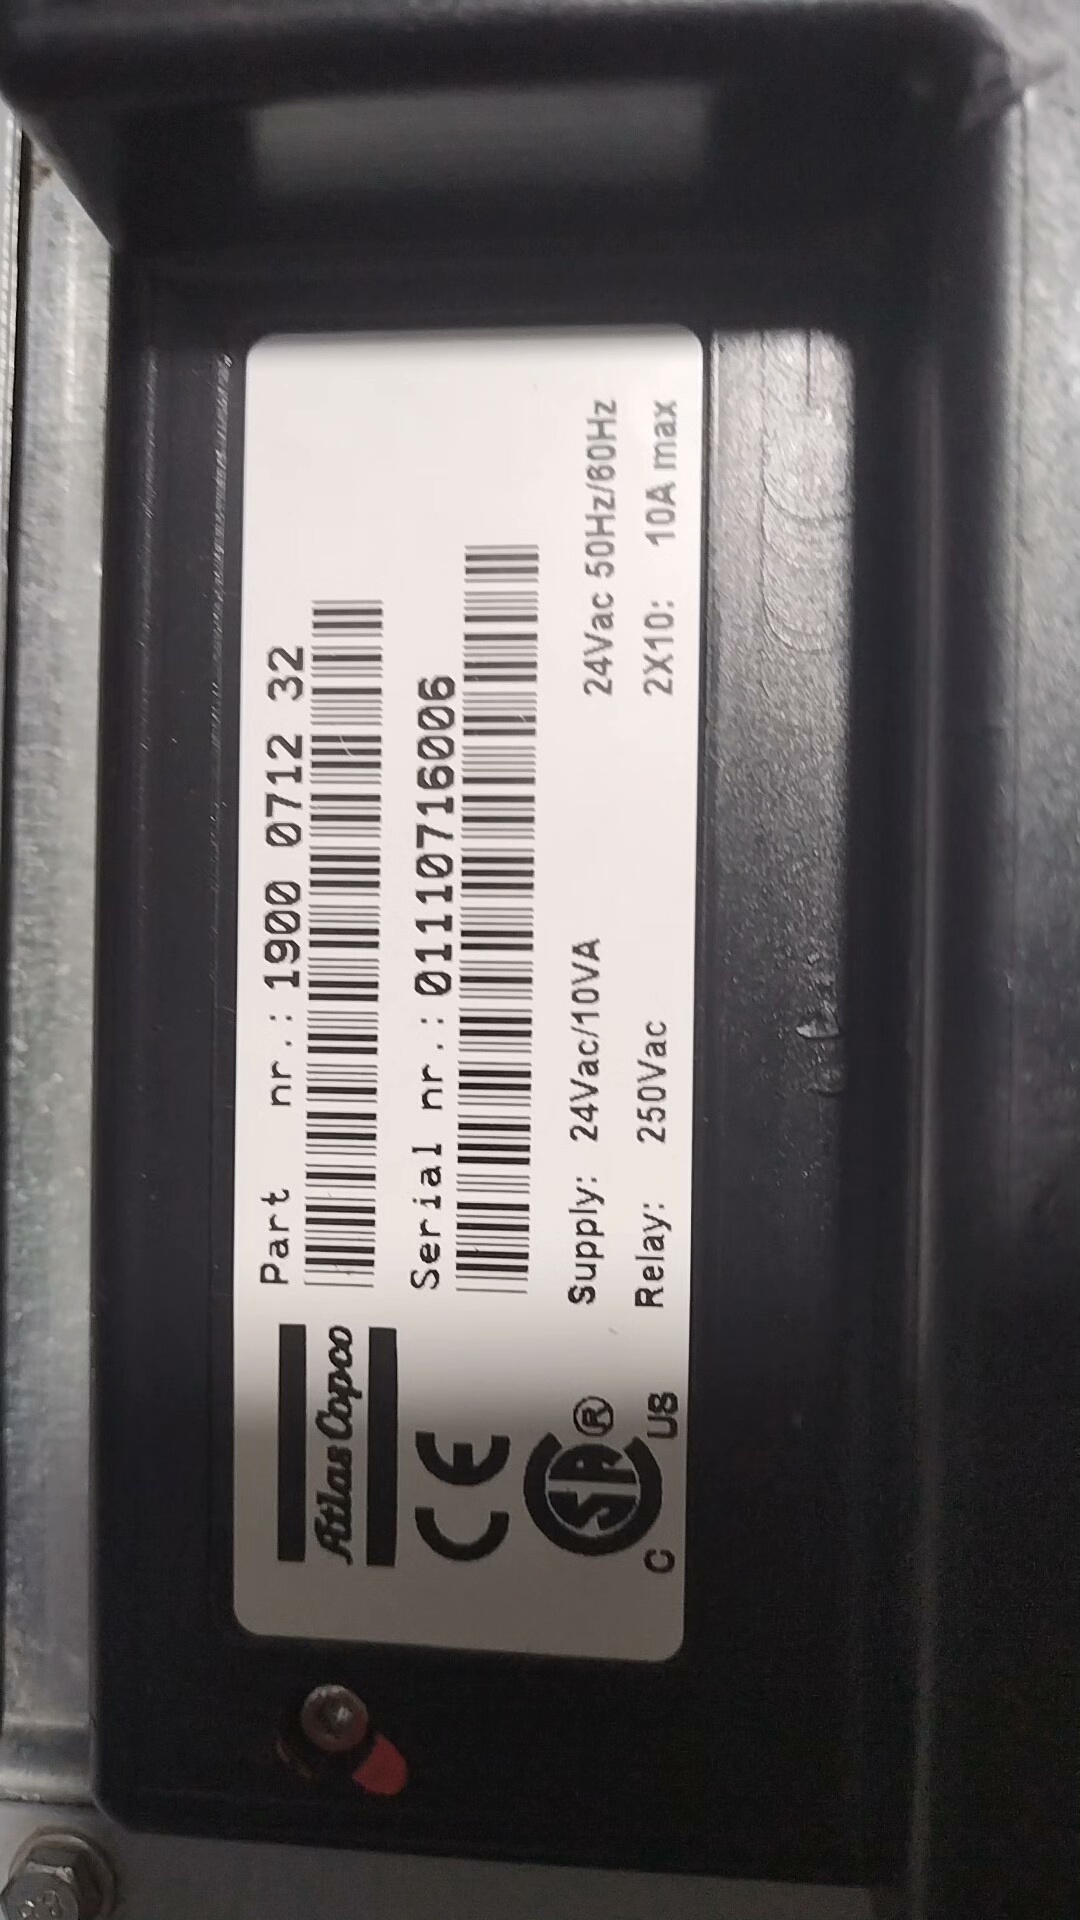 Atlas Copco
Part nr.: 1900 0712 32
Serial nr.: 01110716006
Supply: 24Vac/10VA 24Vac 50Hz/60Hz
Relay: 250Vac 2X10: 10A max
CE
SA®
C US